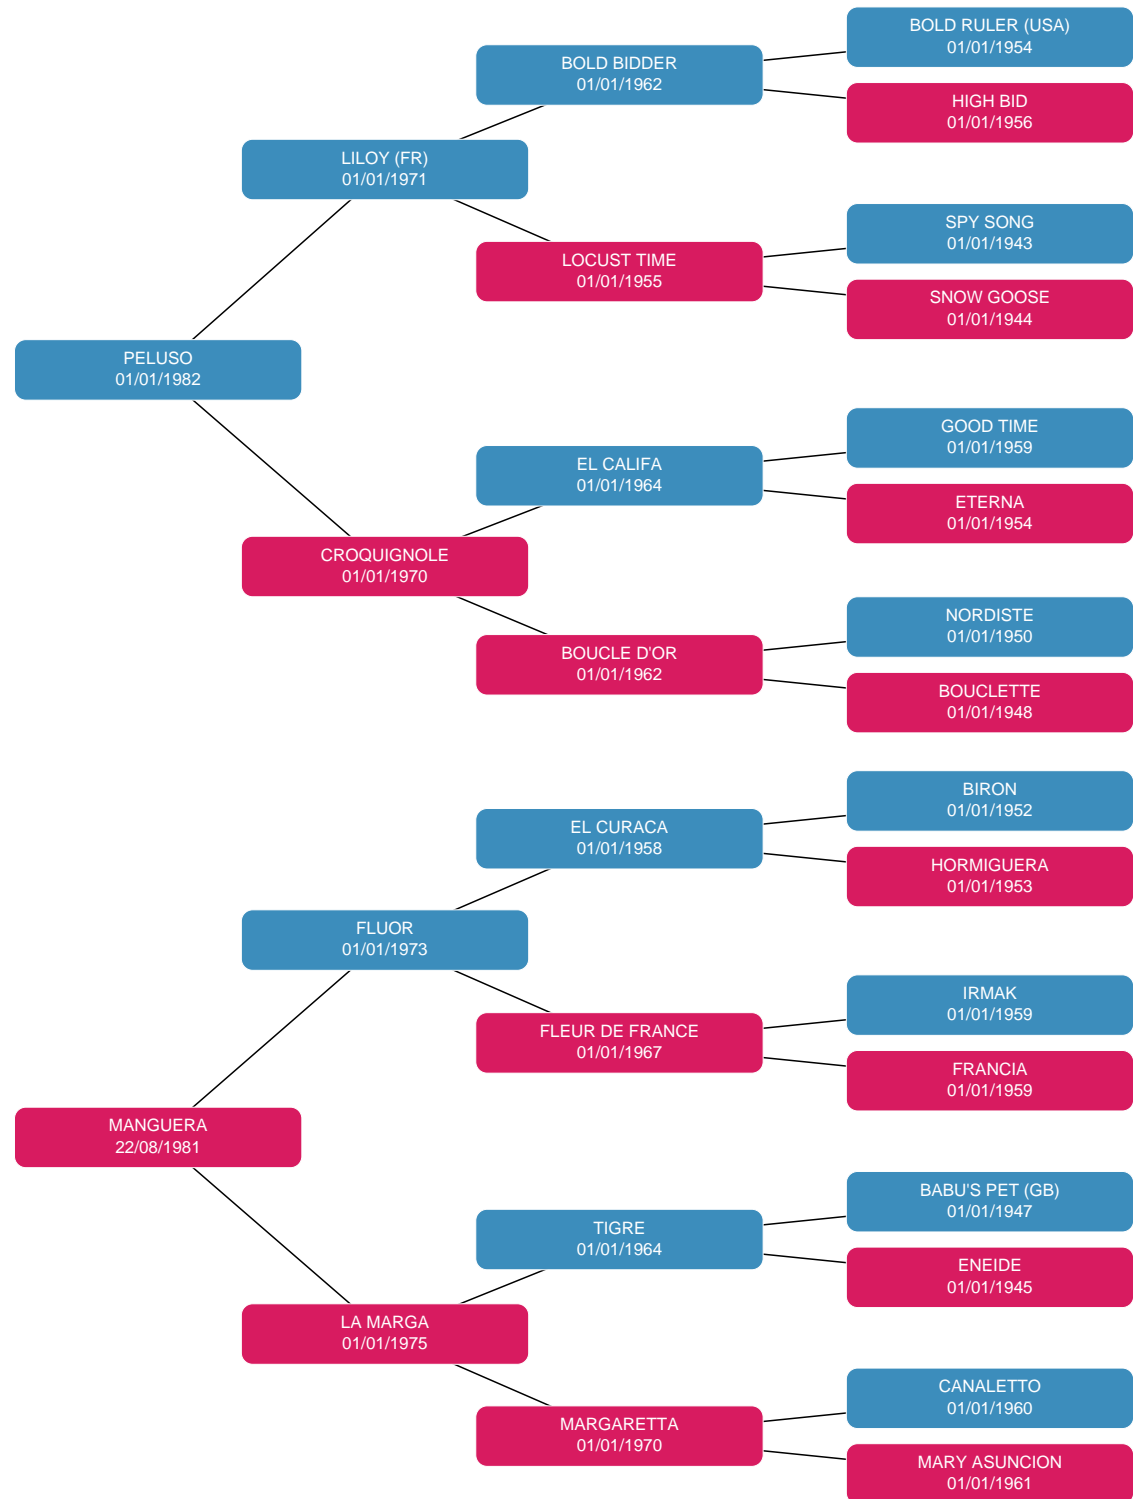 BOLD RULER (USA)
01/01/1954
BOLD BIDDER
01/01/1962
HIGH BID
01/01/1956
LILOY (FR)
01/01/1971
SPY SONG
01/01/1943
LOCUST TIME
01/01/1955
SNOW GOOSE
01/01/1944
PELUSO
01/01/1982
GOOD TIME
01/01/1959
EL CALIFA
01/01/1964
ETERNA
01/01/1954
CROQUIGNOLE
01/01/1970
NORDISTE
01/01/1950
BOUCLE D'OR
01/01/1962
BOUCLETTE
01/01/1948
BIRON
01/01/1952
EL CURACA
01/01/1958
HORMIGUERA
01/01/1953
FLUOR
01/01/1973
IRMAK
01/01/1959
FLEUR DE FRANCE
01/01/1967
FRANCIA
01/01/1959
MANGUERA
22/08/1981
BABU'S PET (GB)
01/01/1947
TIGRE
01/01/1964
ENEIDE
01/01/1945
LA MARGA
01/01/1975
CANALETTO
01/01/1960
MARGARETTA
01/01/1970
MARY ASUNCION
01/01/1961